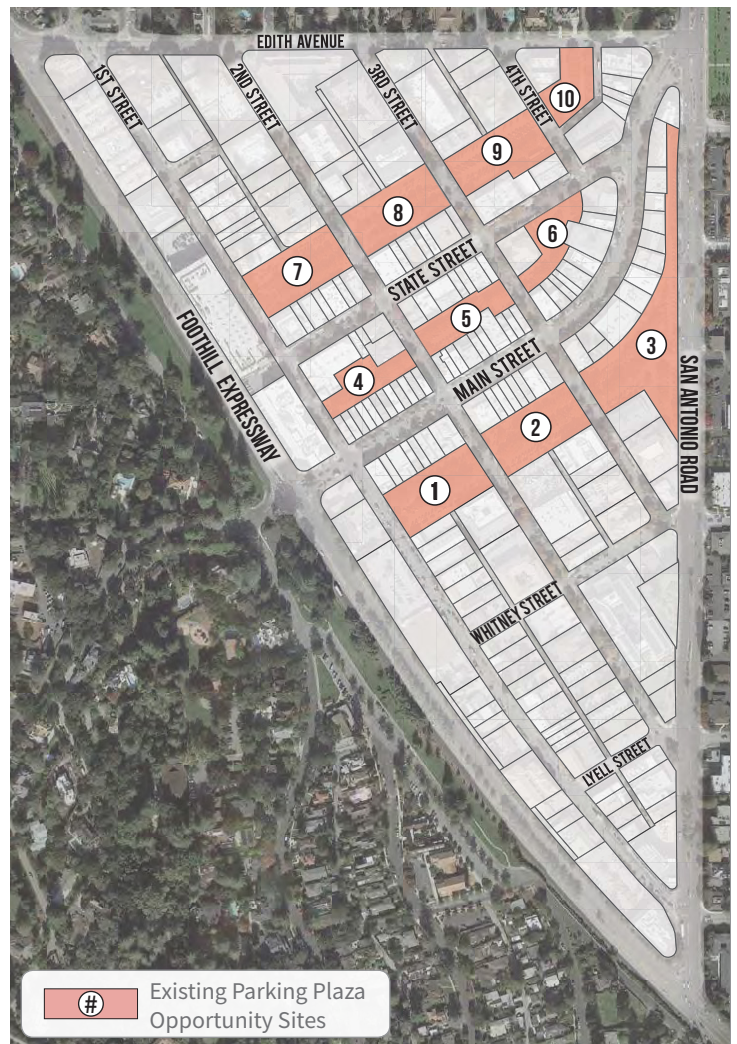 EDITH AVENUE
1ST STREET
2ND STREET
3RD STREET
4TH STREET
10
9
8
6
7
STATE STREET
5
FOOTHILL EXPRESSWAY
MAIN STREET
3
4
SAN ANTONIO ROAD
2
1
WHITNEY STREET
LYELL STREET
# Existing Parking Plaza
Opportunity Sites